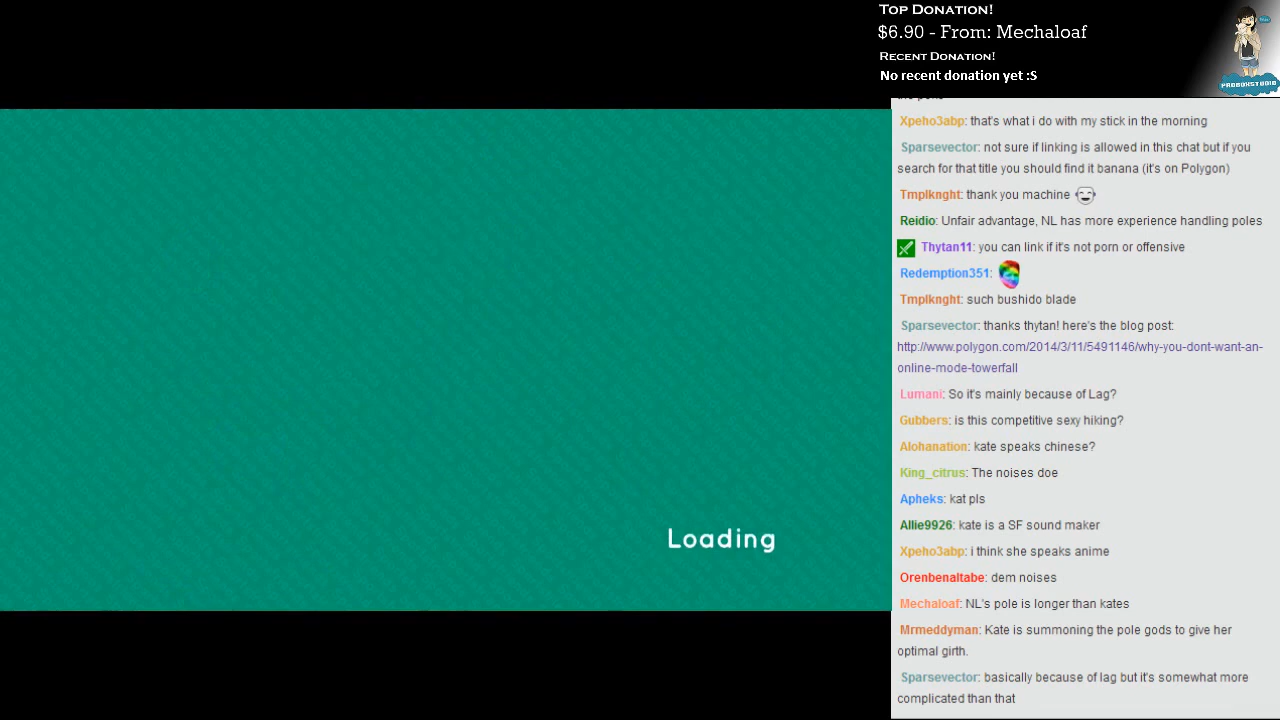 TOP DONATION!
$6.90 - From: Mechaloaf
RECENT DONATION!
No recent donation yet :S
PROBOXSTUDIO
Xpeho3abp: that's what i do with my stick in the morning
Sparsevector: not sure if linking is allowed in this chat but if you
search for that title you should find it banana (it's on Polygon)
Tmplknght: thank you machine
Reidio: Unfair advantage, NL has more experience handling poles
Thytan11: you can link if it's not porn or offensive
Redemption351:
Tmplknght: such bushido blade
Sparsevector: thanks thytan! here's the blog post:
http://www.polygon.com/2014/3/11/5491146/why-you-dont-want-an-
online-mode-towerfall
Lumani: So it's mainly because of Lag?
Gubbers: is this competitive sexy hiking?
Alohanation: kate speaks chinese?
King_citrus: The noises doe
Apheks: kat pls
Allie9926: kate is a SF sound maker
Xpeho3abp: i think she speaks anime
Orenbenaltabe: dem noises
Mechaloaf: NL's pole is longer than kates
Mrmeddyman: Kate is summoning the pole gods to give her
optimal girth.
Sparsevector: basically because of lag but it's somewhat more
complicated than that
Loading